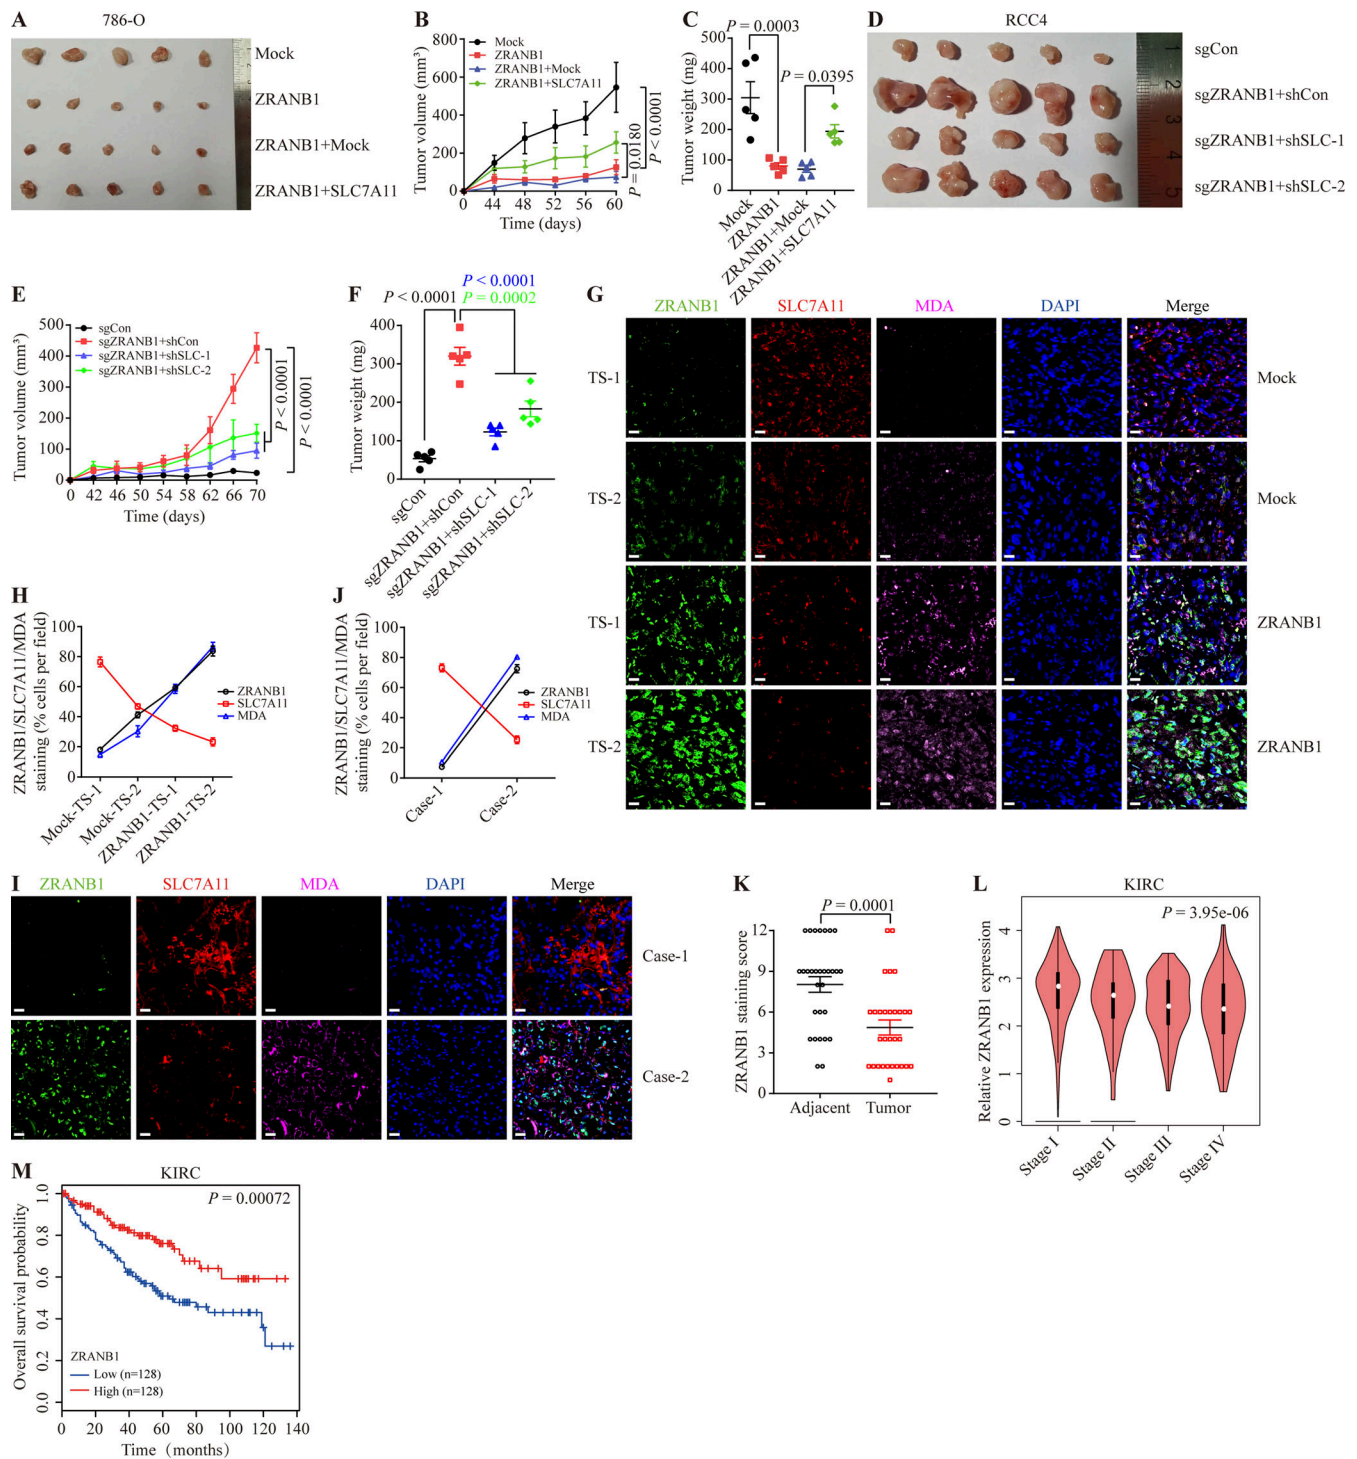 A
786-O
Mock
ZRANB1
ZRANB1+Mock
ZRANB1+SLC7A11
B
Tumor volume (mm³)
800
600
400
200
0
0 44 48 52 56 60
Time (days)
Mock
ZRANB1
ZRANB1+Mock
ZRANB1+SLC7A11
P = 0.0180
P < 0.0001
C
P = 0.0003
P = 0.0395
Tumor weight (mg)
500
400
300
200
100
0
Mock
ZRANB1
ZRANB1+Mock
ZRANB1+SLC7A11
D
RCC4
sgCon
sgZRANB1+shCon
sgZRANB1+shSLC-1
sgZRANB1+shSLC-2
1
2
3
4
5
E
Tumor volume (mm³)
500
400
300
200
100
0
0 42 46 50 54 58 62 66 70
Time (days)
sgCon
sgZRANB1+shCon
sgZRANB1+shSLC-1
sgZRANB1+shSLC-2
P < 0.0001
P < 0.0001
F
P < 0.0001
P < 0.0001
P = 0.0002
Tumor weight (mg)
400
300
200
100
0
sgCon
sgZRANB1+shCon
sgZRANB1+shSLC-1
sgZRANB1+shSLC-2
G
ZRANB1 SLC7A11 MDA DAPI Merge
TS-1 Mock
TS-2 Mock
TS-1 ZRANB1
TS-2 ZRANB1
H
ZRANB1/SLC7A11/MDA
staining (% cells per field)
100
80
60
40
20
0
ZRANB1
SLC7A11
MDA
Mock-TS-1
Mock-TS-2
ZRANB1-TS-1
ZRANB1-TS-2
J
ZRANB1/SLC7A11/MDA
staining (% cells per field)
100
80
60
40
20
0
ZRANB1
SLC7A11
MDA
Case-1
Case-2
I
ZRANB1 SLC7A11 MDA DAPI Merge
Case-1
Case-2
K
P = 0.0001
ZRANB1 staining score
12
9
6
3
0
Adjacent Tumor
L
KIRC
P = 3.95e-06
Relative ZRANB1 expression
4
3
2
1
0
Stage I
Stage II
Stage III
Stage IV
M
KIRC
P = 0.00072
Overall survival probability
1.0
0.8
0.6
0.4
0.2
0.0
ZRANB1
Low (n=128)
High (n=128)
0 20 40 60 80 100 120 140
Time (months)